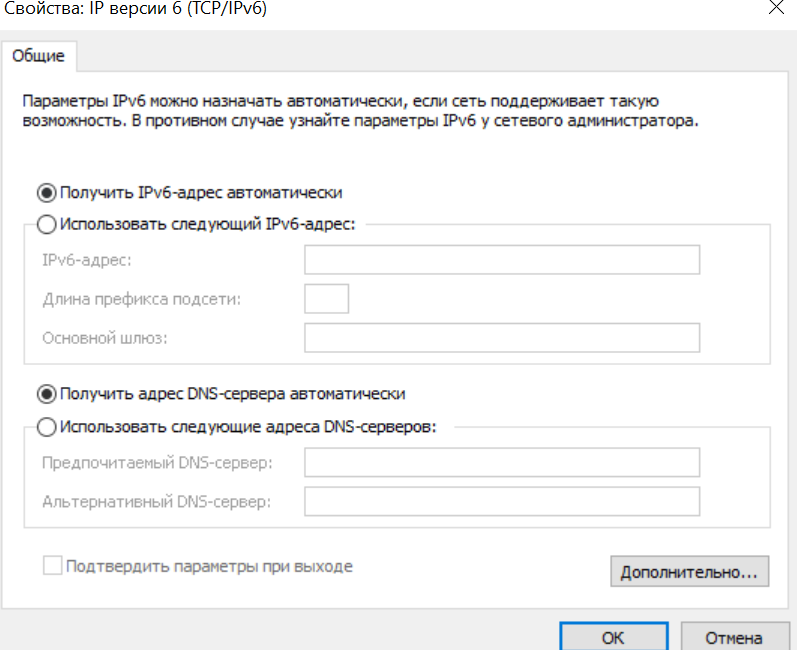 Свойства: IP версии 6 (TCP/IPv6)
Общие
Параметры IPv6 можно назначать автоматически, если сеть поддерживает такую
возможность. В противном случае узнайте параметры IPv6 у сетевого администратора.
Получить IPv6-адрес автоматически
Использовать следующий IPv6-адрес:
IPv6-адрес:
Длина префикса подсети:
Основной шлюз:
Получить адрес DNS-сервера автоматически
Использовать следующие адреса DNS-серверов:
Предпочитаемый DNS-сервер:
Альтернативный DNS-сервер:
Подтвердить параметры при выходе
Дополнительно...
ОК
Отмена